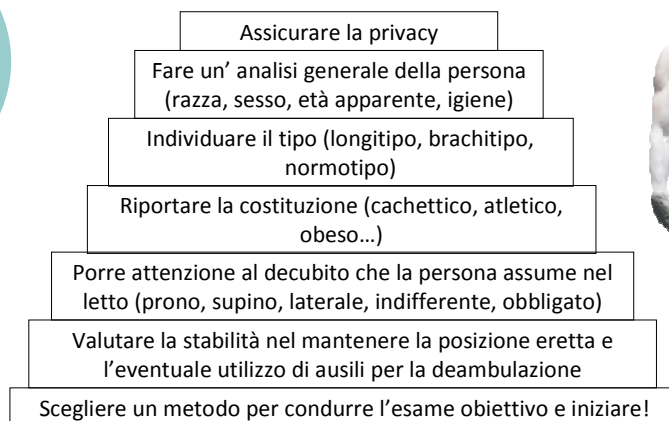 Assicurare la privacy
Fare un' analisi generale della persona
(razza, sesso, età apparente, igiene)
Individuare il tipo (longitipo, brachitipo,
normotipo)
Riportare la costituzione (cachettico, atletico,
obeso…)
Porre attenzione al decubito che la persona assume nel
letto (prono, supino, laterale, indifferente, obbligato)
Valutare la stabilità nel mantenere la posizione eretta e
l'eventuale utilizzo di ausili per la deambulazione
Scegliere un metodo per condurre l'esame obiettivo e iniziare!